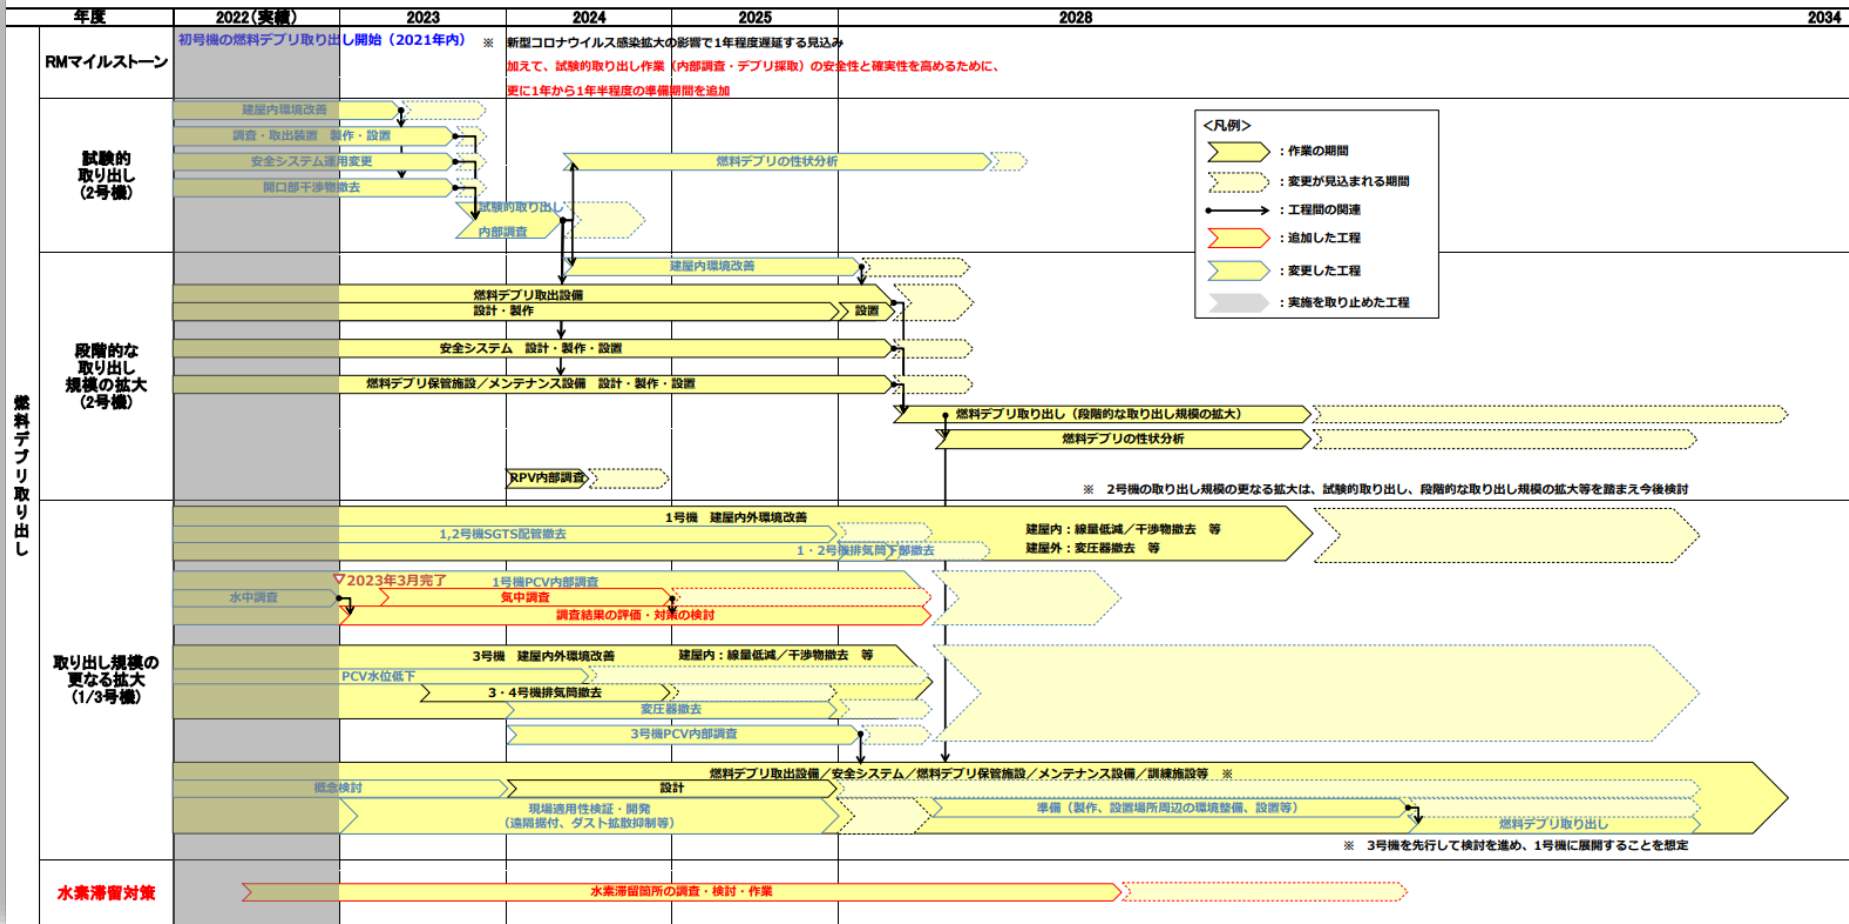 年度
2022(実績)
2023
2024
2025
2028
2034
燃料デブリ取り出し
RMマイルストーン
初号機の燃料デブリ取り出し開始（2021年内）
※　新型コロナウイルス感染拡大の影響で1年程度遅延する見込み
加えて、試験的取り出し作業（内部調査・デブリ採取）の安全性と確実性を高めるために、
更に1年から1年半程度の準備期間を追加
試験的
取り出し
(2号機)
建屋内環境改善
調査・取出装置　製作・設置
安全システム運用変更
開口部干渉物撤去
試験的取り出し
内部調査
燃料デブリの性状分析
<凡例>
：作業の期間
：変更が見込まれる期間
：工程間の関連
：追加した工程
：変更した工程
：実施を取り止めた工程
段階的な
取り出し
規模の拡大
(2号機)
建屋内環境改善
燃料デブリ取出設備
設計・製作
設置
安全システム　設計・製作・設置
燃料デブリ保管施設／メンテナンス設備　設計・製作・設置
燃料デブリ取り出し（段階的な取り出し規模の拡大）
燃料デブリの性状分析
RPV内部調査
※　2号機の取り出し規模の更なる拡大は、試験的取り出し、段階的な取り出し規模の拡大等を踏まえ今後検討
取り出し規模の
更なる拡大
(1/3号機)
1号機　建屋内外環境改善
建屋内：線量低減／干渉物撤去　等
建屋外：変圧器撤去　等
1,2号機SGTS配管撤去
1・2号機排気筒下部撤去
2023年3月完了
1号機PCV内部調査
水中調査
気中調査
調査結果の評価・対策の検討
3号機　建屋内外環境改善
建屋内：線量低減／干渉物撤去　等
PCV水位低下
3・4号機排気筒撤去
変圧器撤去
3号機PCV内部調査
燃料デブリ取出設備／安全システム／燃料デブリ保管施設／メンテナンス設備／訓練施設等　※
概念検討
設計
現場適用性検証・開発
（遠隔据付、ダスト拡散抑制等）
準備（製作、設置場所周辺の環境整備、設置等）
燃料デブリ取り出し
※　3号機を先行して検討を進め、1号機に展開することを想定
水素滞留対策
水素滞留箇所の調査・検討・作業